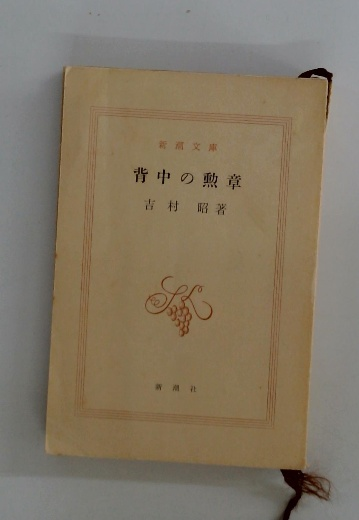 新潮文庫
背中の勲章
吉村 昭著
新潮社